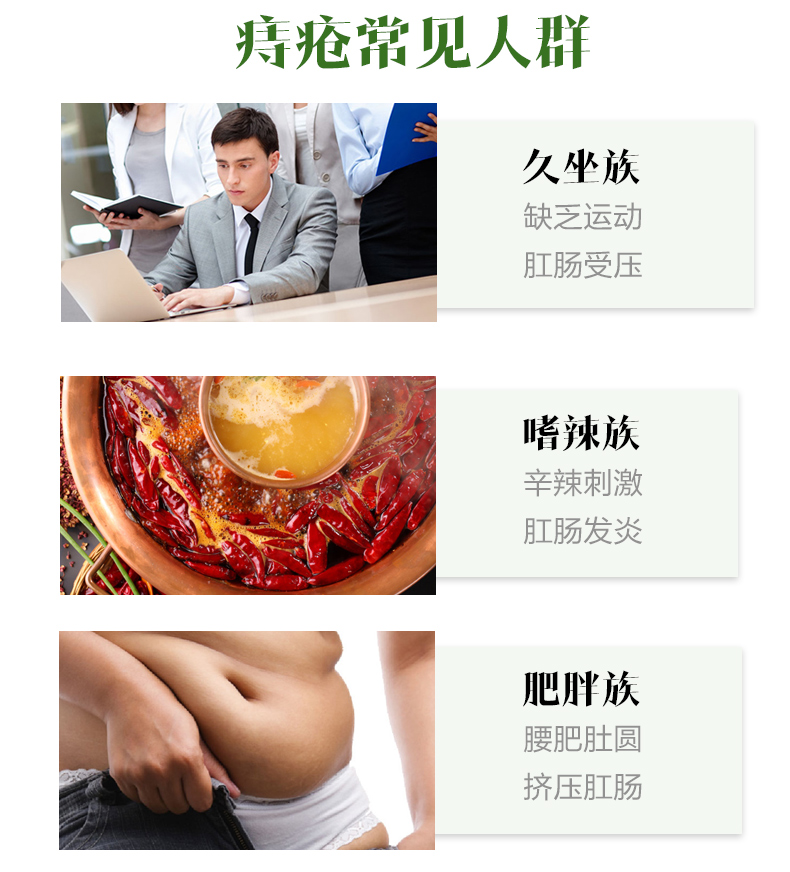 痔疮常见人群
久坐族
缺乏运动
肛肠受压
嗜辣族
辛辣刺激
肛肠发炎
肥胖族
腰肥肚圆
挤压肛肠